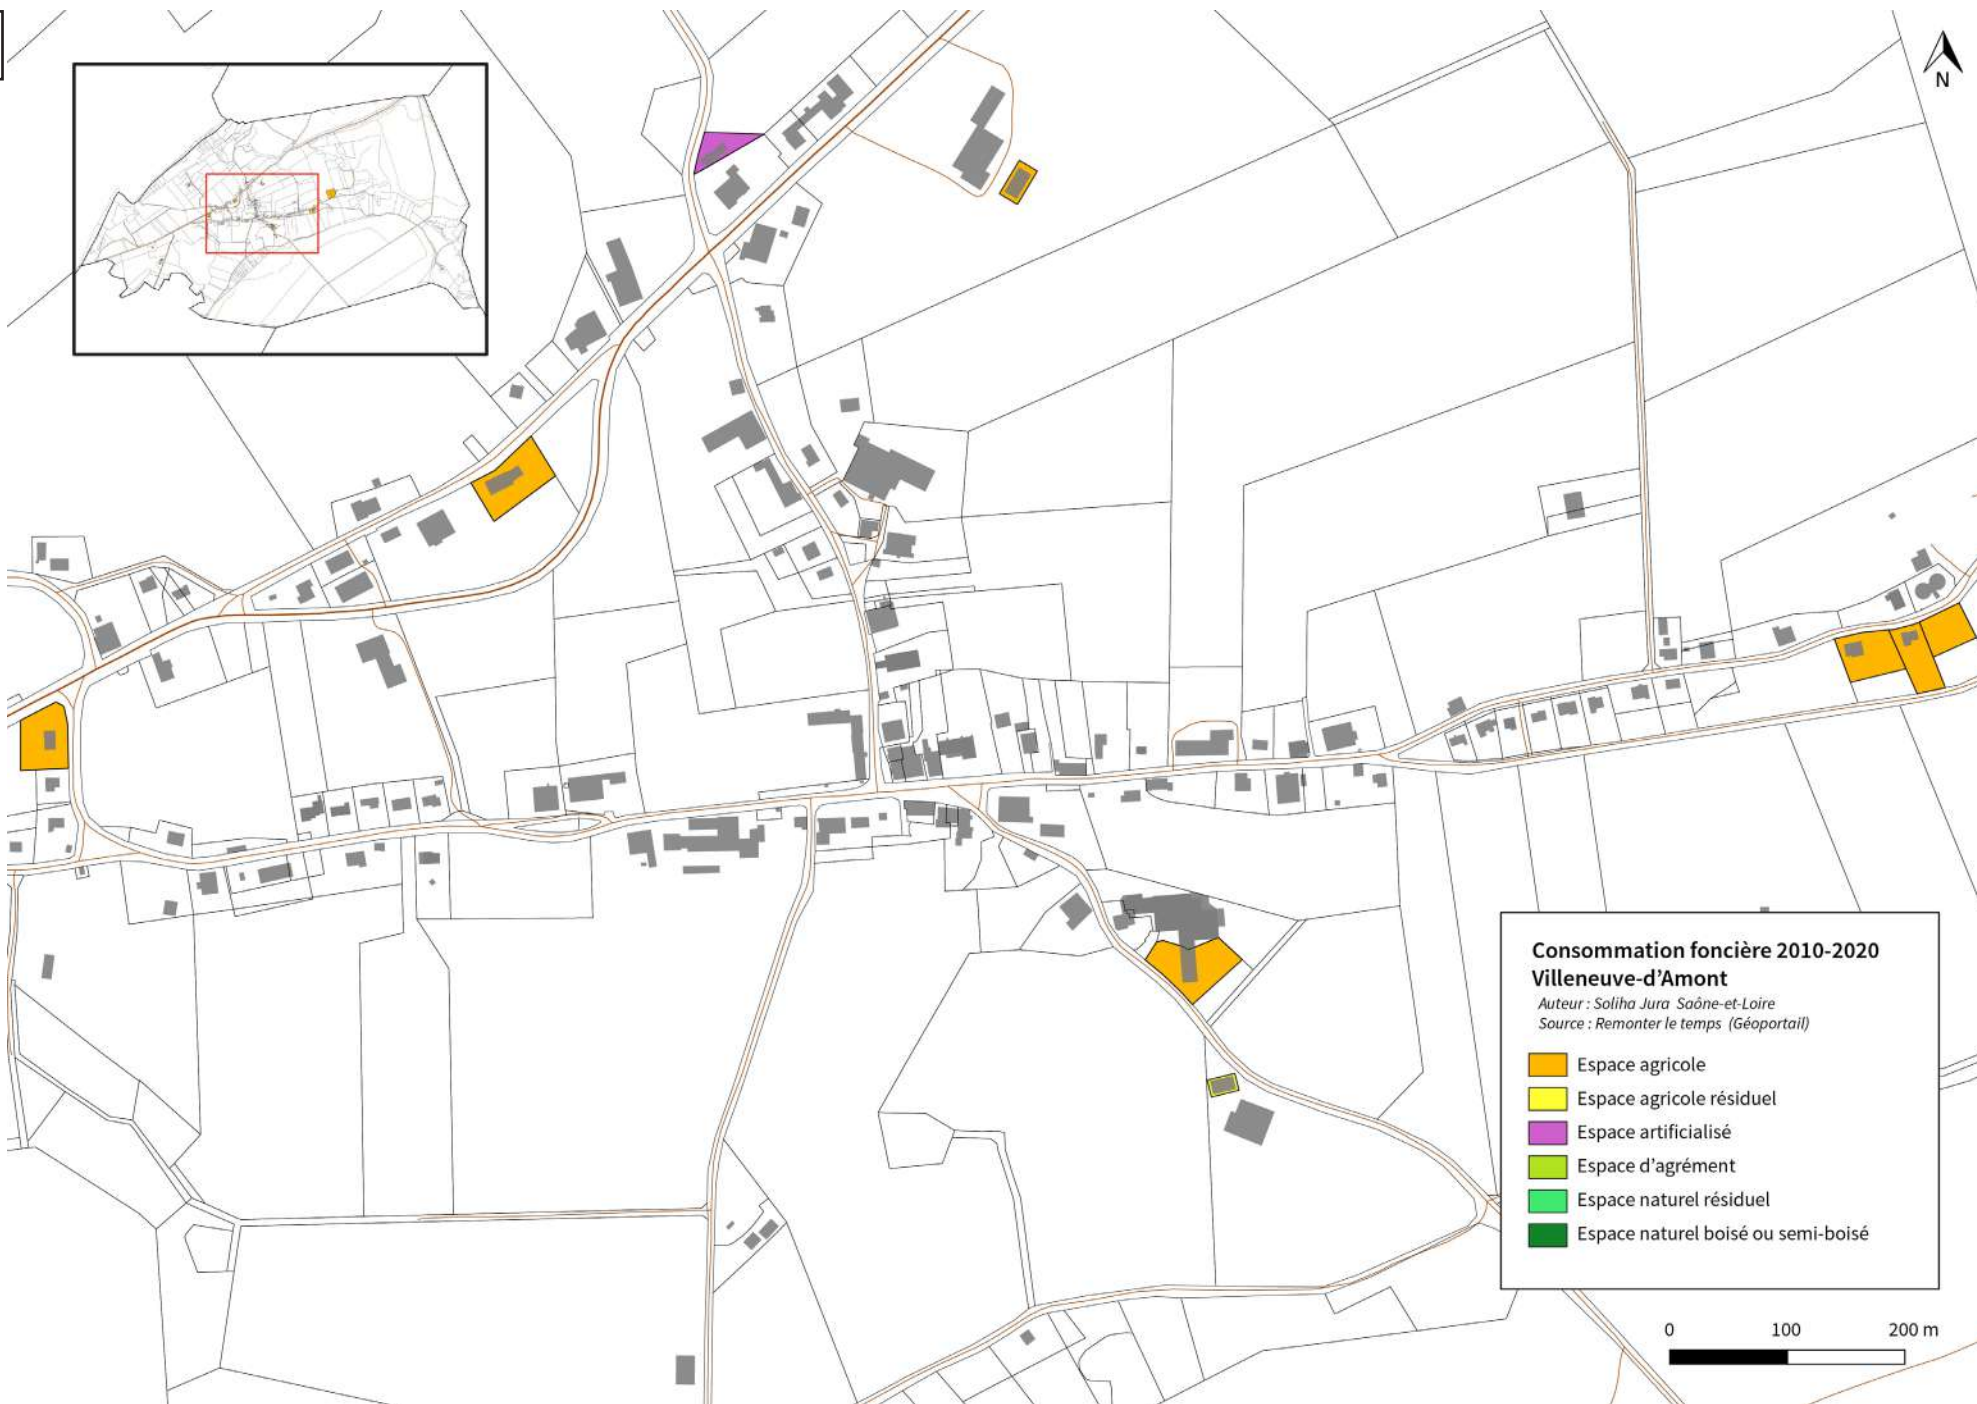 N
Consommation foncière 2010-2020
Villeneuve-d'Amont
Auteur : Soliha Jura Saône-et-Loire
Source : Remonter le temps (Géoportail)
Espace agricole
Espace agricole résiduel
Espace artificialisé
Espace d'agrément
Espace naturel résiduel
Espace naturel boisé ou semi-boisé
0 100 200 m